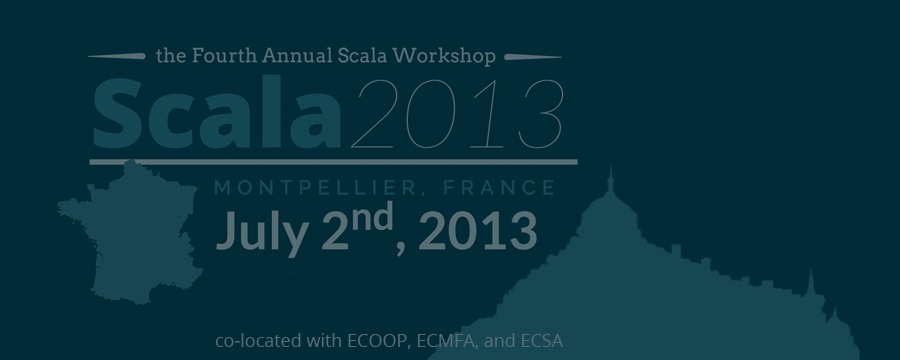 the Fourth Annual Scala Workshop
Scala2013
MONTPELLIER, FRANCE
July 2nd, 2013
co-located with ECOOP, ECMFA, and ECSA